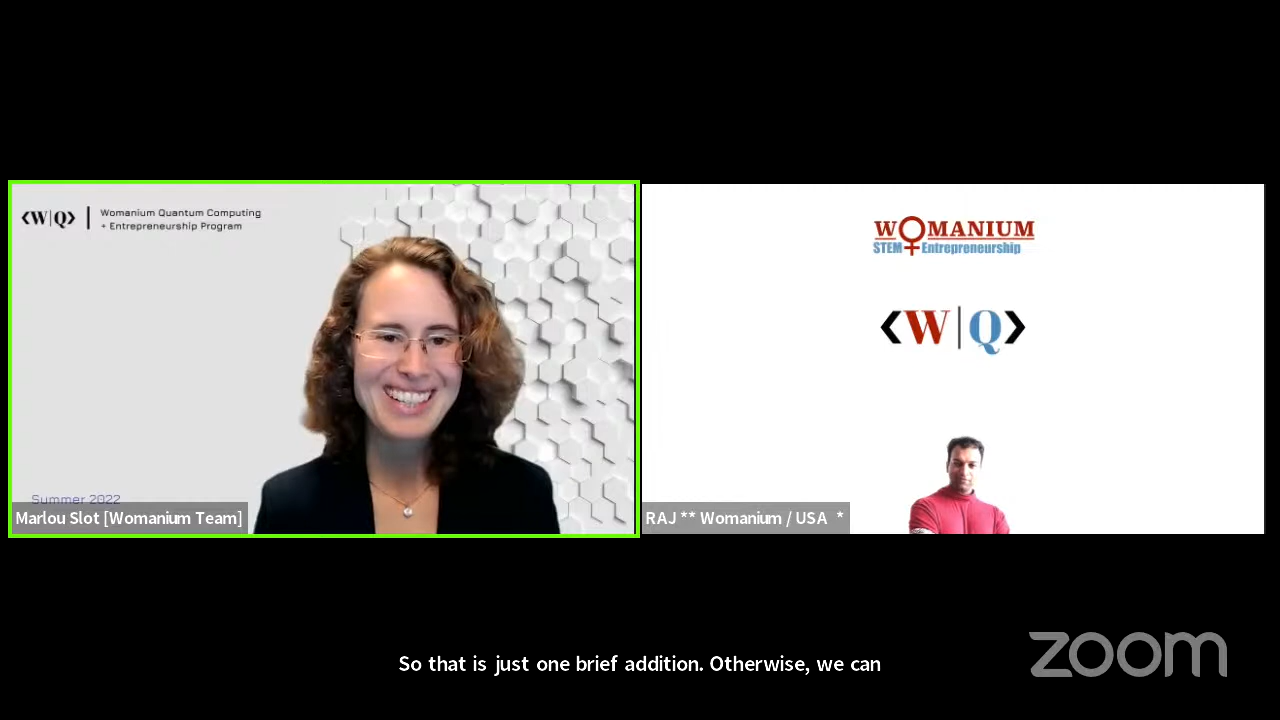 <W|Q> | Womanium Quantum Computing
+ Entrepreneurship Program
Summer 2022
Marlou Slot [Womanium Team]
WOMANIUM
STEM Entrepreneurship
<W|Q>
RAJ ** Womanium / USA *
So that is just one brief addition. Otherwise, we can
zoom